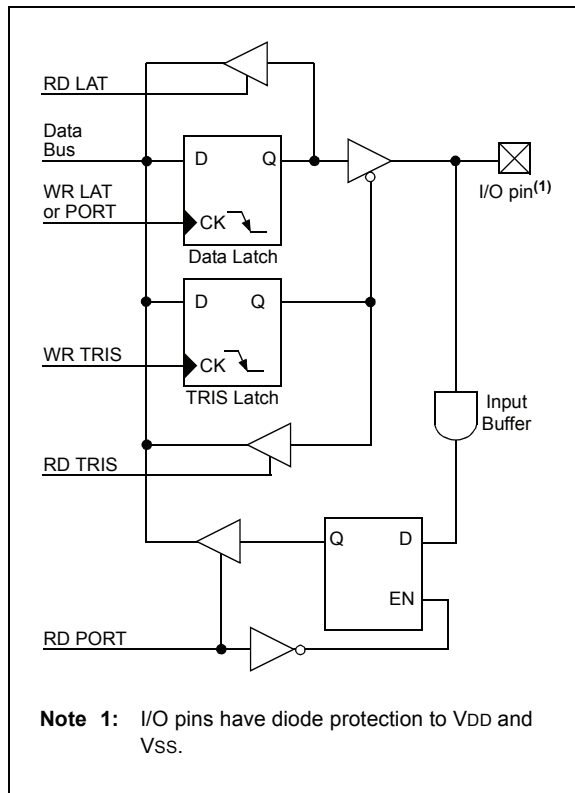 RD LAT
Data
Bus
D Q
WR LAT
or PORT
CK
I/O pin(1)
Data Latch
D Q
WR TRIS
CK
TRIS Latch
Input
Buffer
RD TRIS
Q D
EN
RD PORT
Note 1: I/O pins have diode protection to VDD and
VSS.